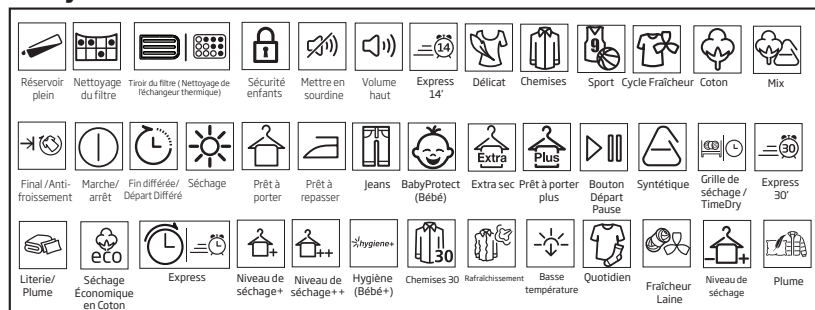 Réservoir plein
Nettoyage du filtre
Tiroir du filtre ( Nettoyage de l'échangeur thermique)
Sécurité enfants
Mettre en sourdine
Volume haut
14
Express 14'
Délicat
Chemises
9
Sport
Cycle Fraîcheur
Coton
Mix
Final /Anti-froissement
Marche/ arrêt
Fin différée/ Départ Différé
Séchage
Prêt à porter
Prêt à repasser
Jeans
BabyProtect (Bébé)
Extra
Extra sec
Plus
Prêt à porter plus
Bouton Départ Pause
Syntétique
Grille de séchage / TimeDry
30
Express 30'
Literie/ Plume
eco
Séchage Économique en Coton
Express
+
Niveau de séchage+
++
Niveau de séchage++
hygiene+
Hygiène (Bébé+)
30
Chemises 30
Rafraîchissement
Basse température
Quotidien
Fraîcheur Laine
- +
Niveau de séchage
Plume